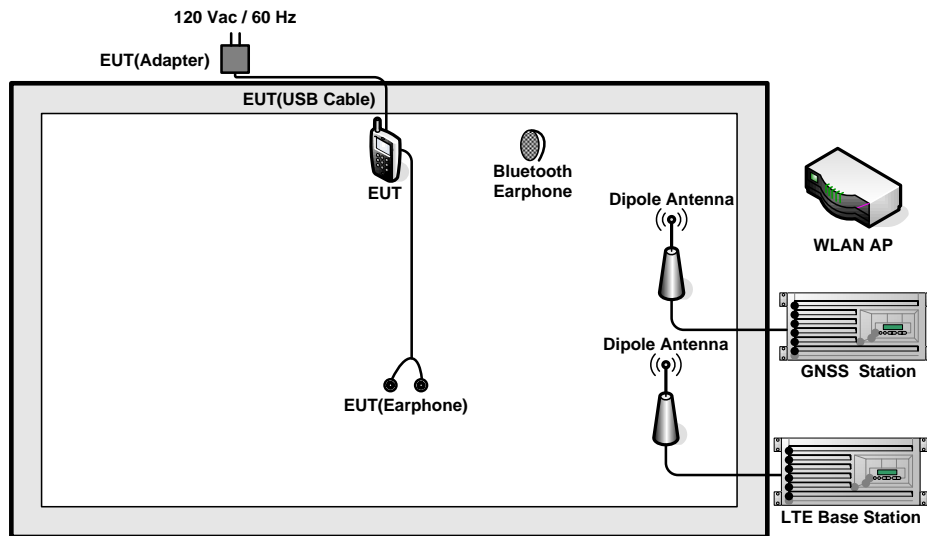 120 Vac / 60 Hz
EUT(Adapter)
EUT(USB Cable)
EUT
Bluetooth
Earphone
Dipole Antenna
WLAN AP
GNSS Station
Dipole Antenna
EUT(Earphone)
LTE Base Station